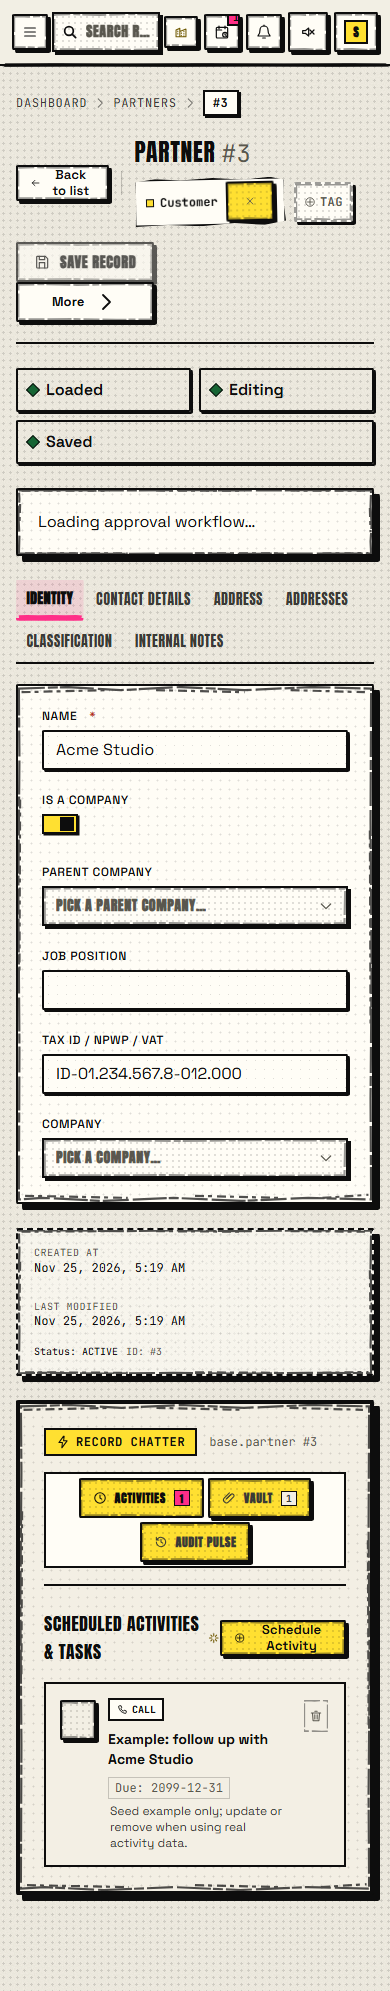 SEARCH R...
$
DASHBOARD > PARTNERS > #3
PARTNER #3
Back to list
Customer
TAG
SAVE RECORD
More
Loaded
Editing
Saved
Loading approval workflow...
IDENTITY
CONTACT DETAILS
ADDRESS
ADDRESSES
CLASSIFICATION
INTERNAL NOTES
NAME *
Acme Studio
IS A COMPANY
PARENT COMPANY
PICK A PARENT COMPANY...
JOB POSITION
TAX ID / NPWP / VAT
ID-01.234.567.8-012.000
COMPANY
PICK A COMPANY...
CREATED AT
Nov 25, 2026, 5:19 AM
LAST MODIFIED
Nov 25, 2026, 5:19 AM
Status: ACTIVE ID: #3
RECORD CHATTER
base.partner #3
ACTIVITIES 1
VAULT 1
AUDIT PULSE
SCHEDULED ACTIVITIES
& TASKS
Schedule
Activity
CALL
Example: follow up with
Acme Studio
Due: 2099-12-31
Seed example only; update or
remove when using real
activity data.